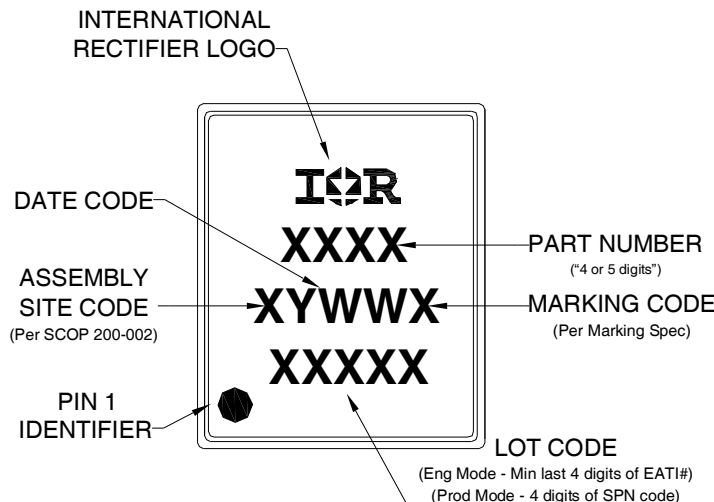 INTERNATIONAL
RECTIFIER LOGO
IOR
DATE CODE
XXXX
PART NUMBER
("4 or 5 digits")
ASSEMBLY
SITE CODE
(Per SCOP 200-002)
XYWWX
MARKING CODE
(Per Marking Spec)
XXXXX
PIN 1
IDENTIFIER
LOT CODE
(Eng Mode - Min last 4 digits of EATI#)
(Prod Mode - 4 digits of SPN code)